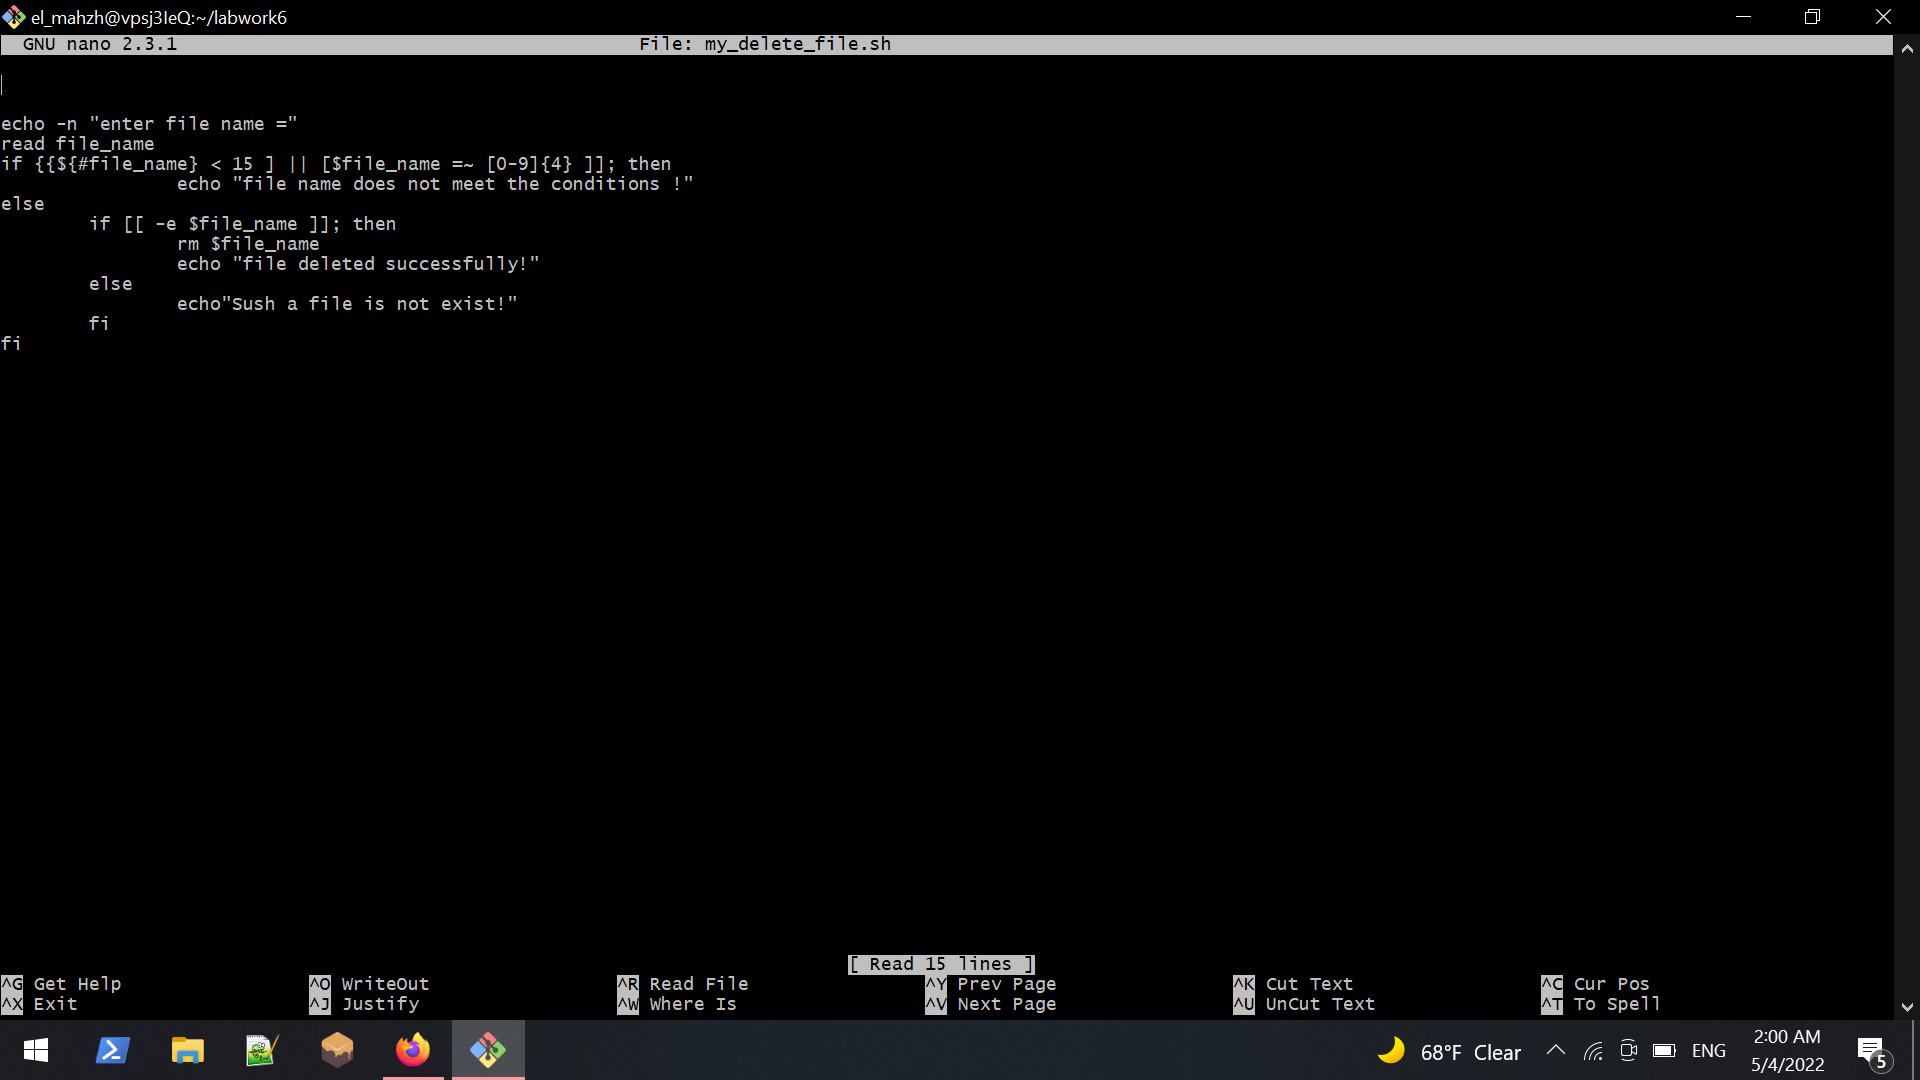 el_mahzh@vpsj3IeQ:~/labwork6
GNU nano 2.3.1 File: my_delete_file.sh
echo -n "enter file name ="
read file_name
if {{${#file_name} < 15 ] || [$file_name =~ [0-9]{4} ]]; then
echo "file name does not meet the conditions !"
else
if [[ -e $file_name ]]; then
rm $file_name
echo "file deleted successfully!"
else
echo"Sush a file is not exist!"
fi
fi
[ Read 15 lines ]
^G Get Help ^O WriteOut ^R Read File ^Y Prev Page ^K Cut Text ^C Cur Pos
^X Exit ^J Justify ^W Where Is ^V Next Page ^U UnCut Text ^T To Spell
68°F Clear ENG 2:00 AM
5/4/2022 5